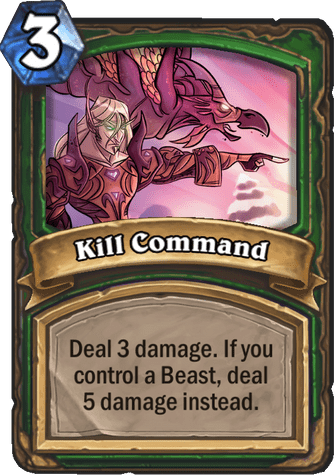 3
Kill Command
Deal 3 damage. If you
control a Beast, deal
5 damage instead.